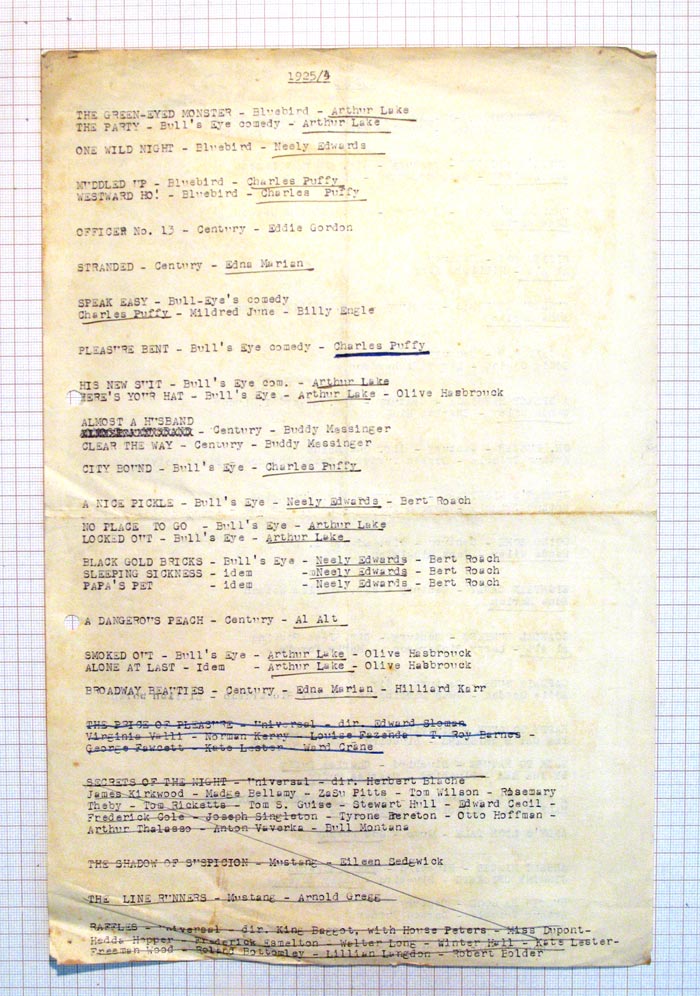 1925/4
THE GREEN-EYED MONSTER - Bluebird - Arthur Lake
THE PARTY - Bull's Eye comedy - Arthur Lake
ONE WILD NIGHT - Bluebird - Neely Edwards
MUDDLED UP - Bluebird - Charles Puffy
WESTWARD HO! - Bluebird - Charles Puffy
OFFICER No. 13 - Century - Eddie Gordon
STRANDED - Century - Edna Marian
SPEAK EASY - Bull-Eye's comedy
Charles Puffy - Mildred June - Billy Engle
PLEASURE BENT - Bull's Eye comedy - Charles Puffy
HIS NEW SUIT - Bull's Eye com. - Arthur Lake
HERE'S YOUR HAT - Bull's Eye - Arthur Lake - Olive Hasbrouck
ALMOST A HUSBAND
- Century - Buddy Messinger
CLEAR THE WAY - Century - Buddy Messinger
CITY BOUND - Bull's Eye - Charles Puffy
A NICE PICKLE - Bull's Eye - Neely Edwards - Bert Roach
NO PLACE TO GO - Bull's Eye - Arthur Lake
LOCKED OUT - Bull's Eye - Arthur Lake
BLACK GOLD BRICKS - Bull's Eye - Neely Edwards - Bert Roach
SLEEPING SICKNESS - idem - Neely Edwards - Bert Roach
PAPA'S PET - idem - Neely Edwards - Bert Roach
A DANGEROUS PEACH - Century - Al Alt
SMOKED OUT - Bull's Eye - Arthur Lake - Olive Hasbrouck
ALONE AT LAST - Idem - Arthur Lake - Olive Hasbrouck
BROADWAY BEAUTIES - Century - Edna Marian - Hilliard Karr
THE PRICE OF PLEASURE - Universal - dir. Edward Sloman
Virginia Valli - Norman Kerry - Louise Fazenda - T. Roy Barnes -
George Fawcett - Kate Lester - Ward Crane
SECRETS OF THE NIGHT - Universal - dir. Herbert Blache
James Kirkwood - Madge Bellamy - ZaSu Pitts - Tom Wilson - Risemary
Theby - Tom Ricketts - Tom S. Guise - Stewart Hull - Edward Cecil -
Frederick Cole - Joseph Singleton - Tyrone Bereton - Otto Hoffman -
Arthur Thalasso - Anton Vaverka - Bull Montana
THE SHADOW OF SUSPICION - Mustang - Eileen Sedgwick
THE LINE RUNNERS - Mustang - Arnold Gregg
RAFFLES - Universal - dir. King Baggot, with House Peters - Miss Dupont-
Hedda Hopper - Frederick Esmelton - Walter Long - Winter Hall - Kate Lester-
Freeman Wood - Roland Bottomley - Lillian Langdon - Robert Bolder